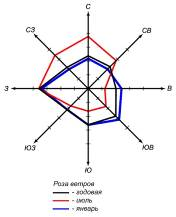 С
СЗ
СВ
З
В
ЮЗ
ЮВ
Ю
Роза ветров
- годовая
- июль
- январь